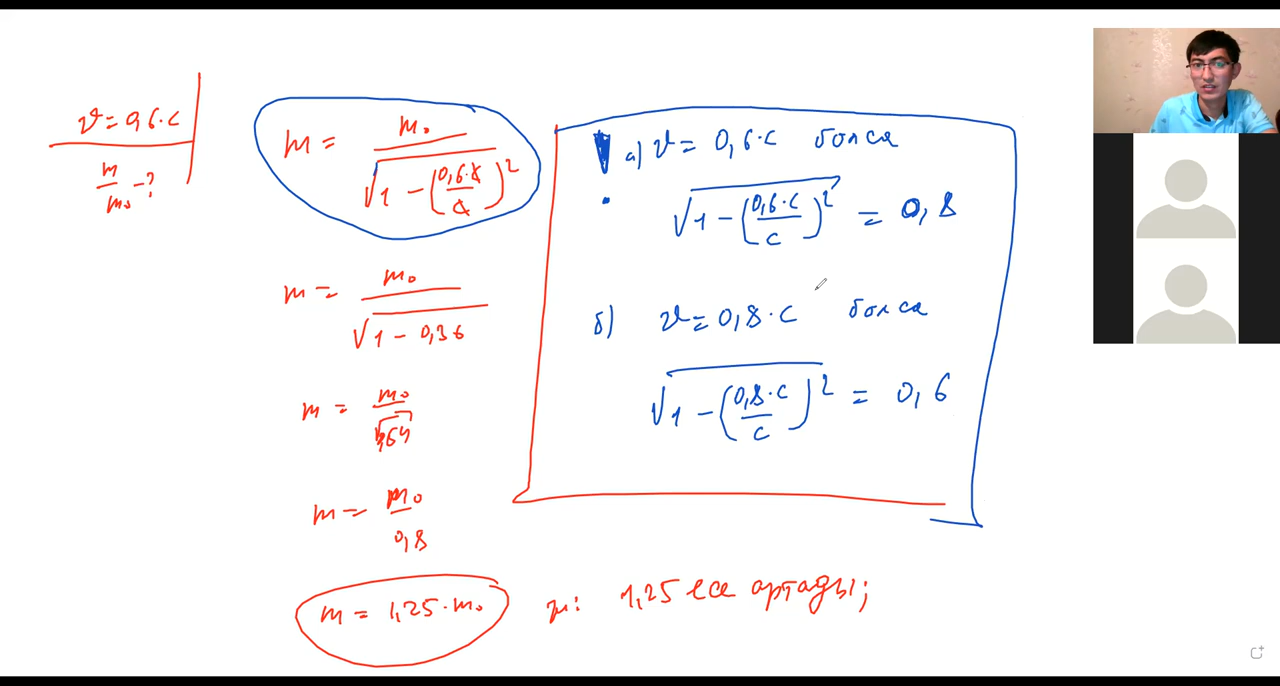 υ = 0,6·c
m/m₀ - ?
m = m₀ / √(1 - (0,6·c/c)²)
m = m₀ / √(1 - 0,36)
m = m₀ / √0,64
m = m₀ / 0,8
m = 1,25·m₀
ж: 1,25 есе артады;
! а) υ = 0,6·c болса
√(1 - (0,6·c/c)²) = 0,8
б) υ = 0,8·c болса
√(1 - (0,8·c/c)²) = 0,6